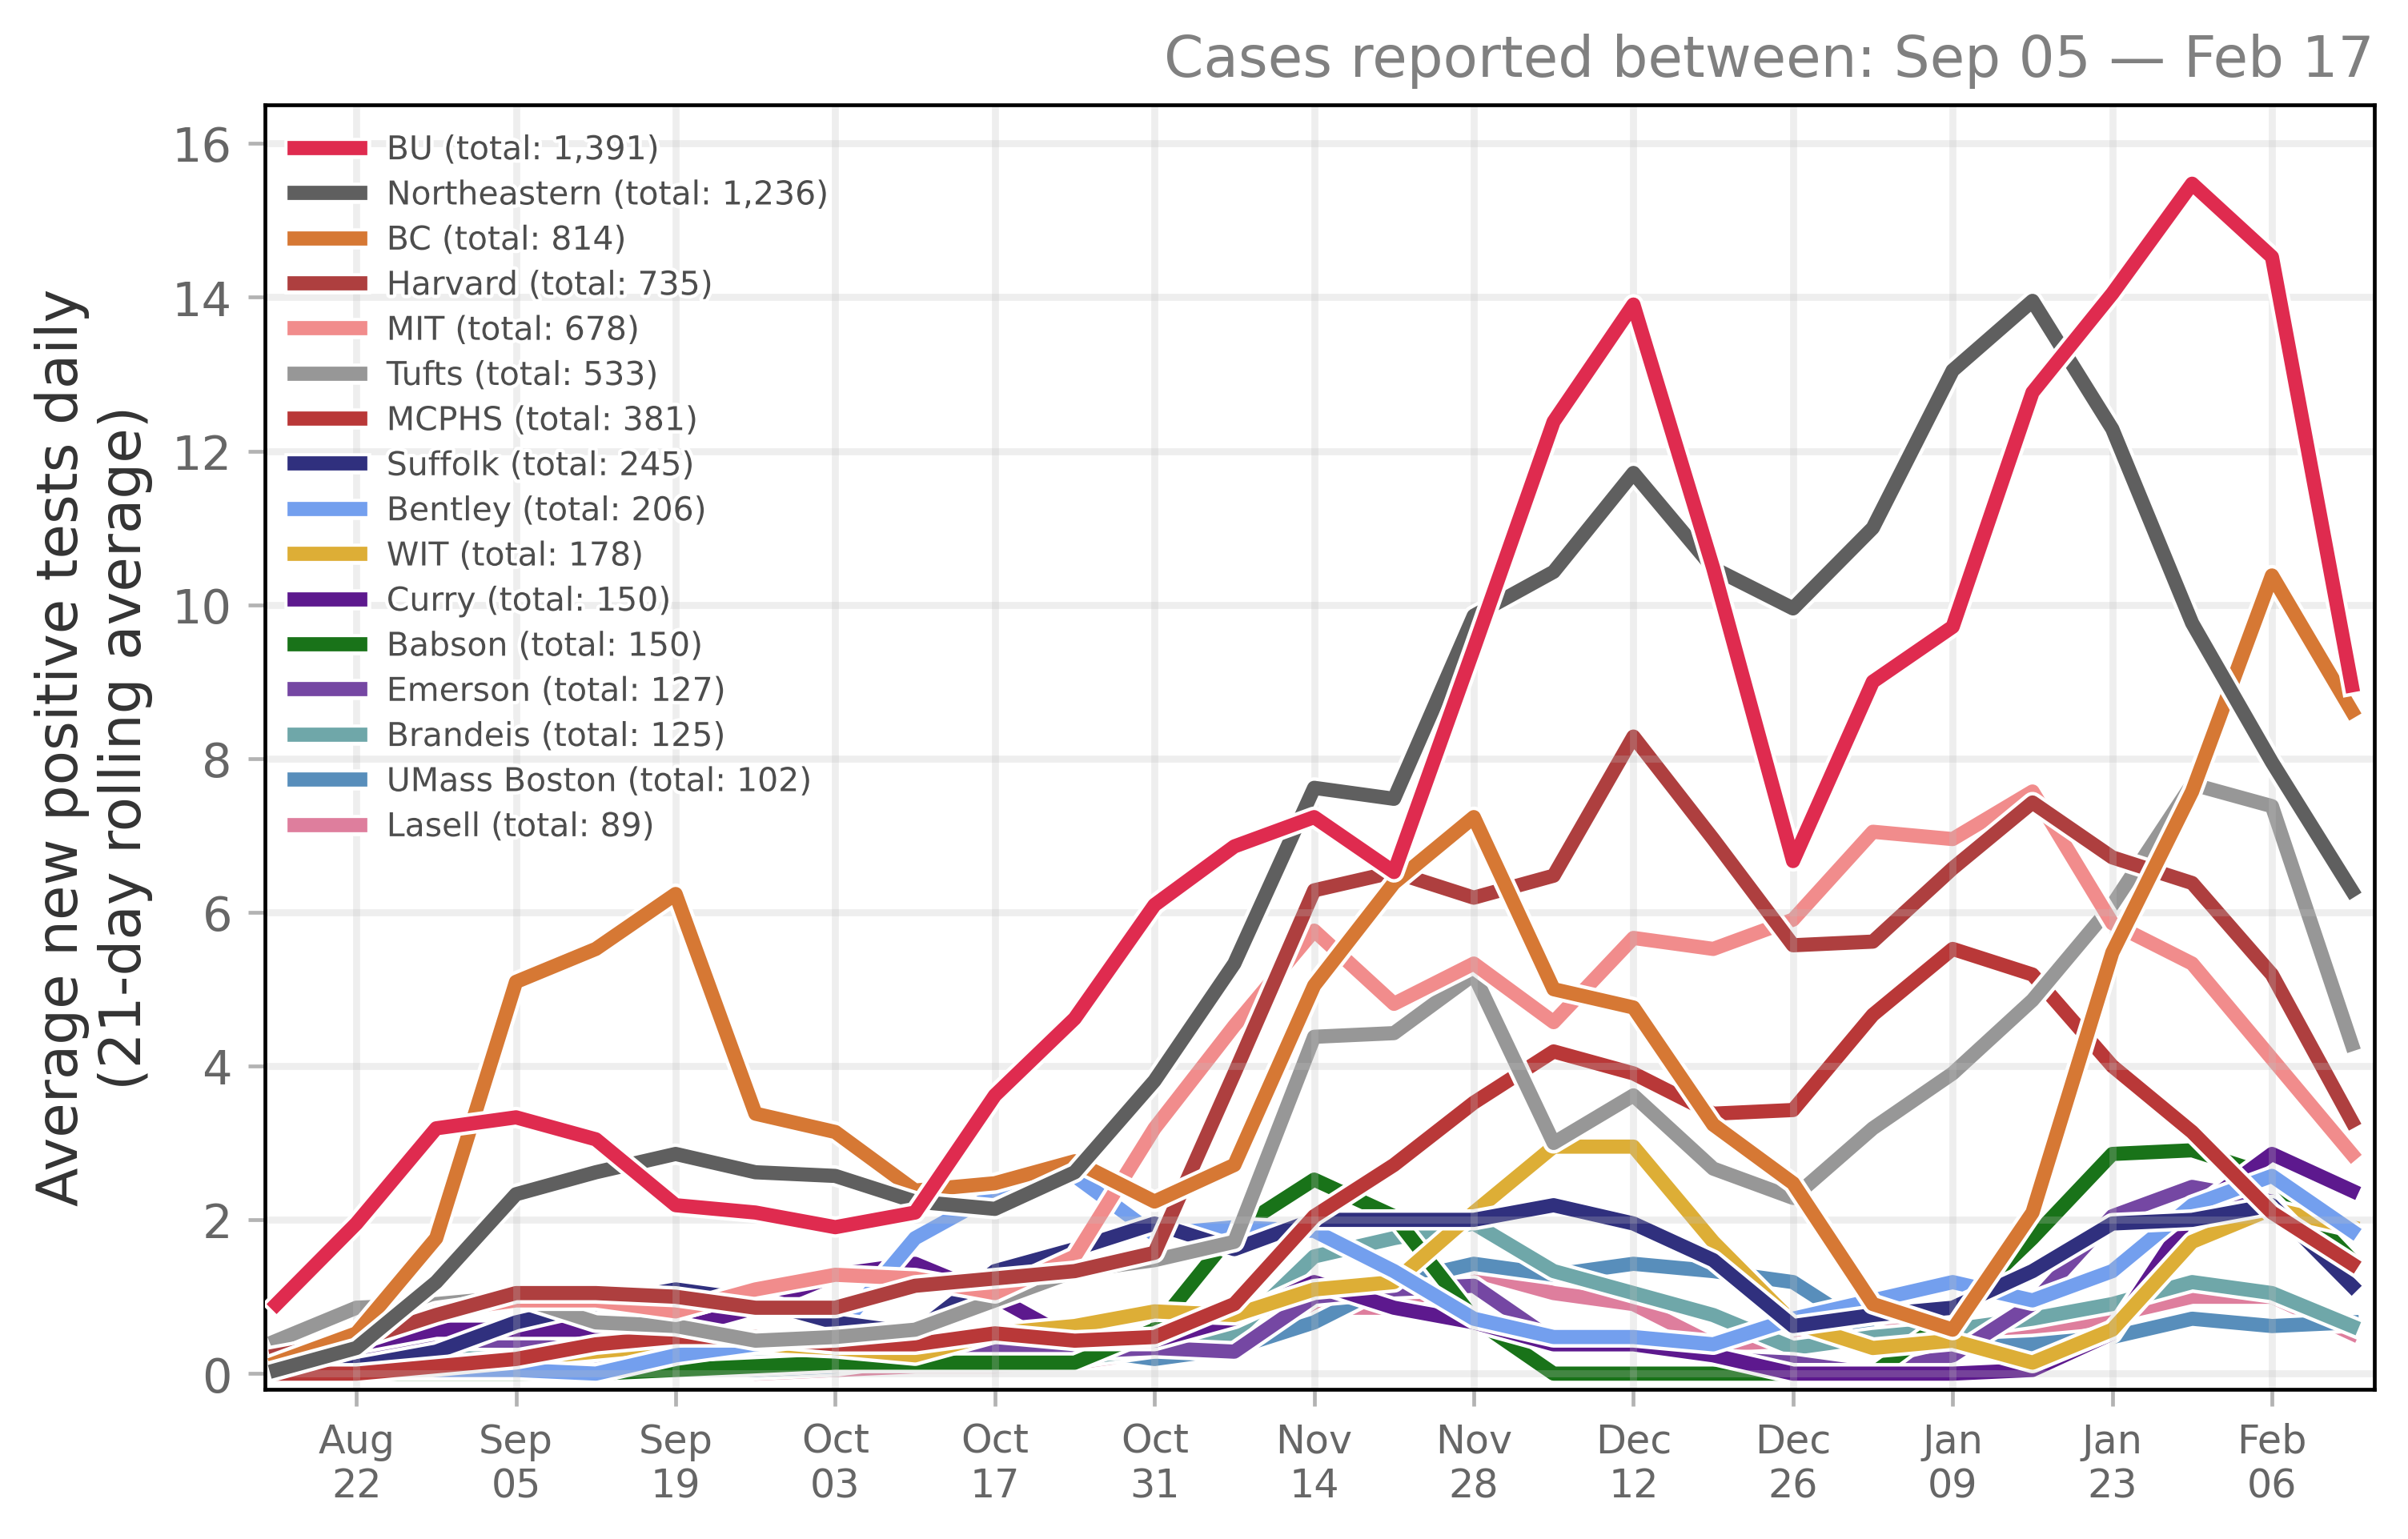 Cases reported between: Sep 05 — Feb 17
Average new positive tests daily
(21-day rolling average)
16
14
12
10
8
6
4
2
0
BU (total: 1,391)
Northeastern (total: 1,236)
BC (total: 814)
Harvard (total: 735)
MIT (total: 678)
Tufts (total: 533)
MCPHS (total: 381)
Suffolk (total: 245)
Bentley (total: 206)
WIT (total: 178)
Curry (total: 150)
Babson (total: 150)
Emerson (total: 127)
Brandeis (total: 125)
UMass Boston (total: 102)
Lasell (total: 89)
Aug
22
Sep
05
Sep
19
Oct
03
Oct
17
Oct
31
Nov
14
Nov
28
Dec
12
Dec
26
Jan
09
Jan
23
Feb
06